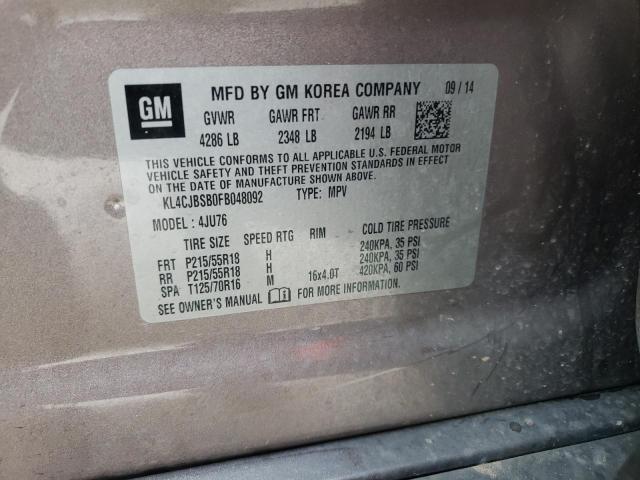 GM
MFD BY GM KOREA COMPANY 09 / 14
GVWR GAWR FRT GAWR RR
4286 LB 2348 LB 2194 LB
THIS VEHICLE CONFORMS TO ALL APPLICABLE U.S. FEDERAL MOTOR
VEHICLE SAFETY AND THEFT PREVENTION STANDARDS IN EFFECT ON
THE DATE OF MANUFACTURE SHOWN ABOVE.
KL4CJBSB0FB048092 TYPE: MPV
MODEL : 4JU76
TIRE SIZE SPEED RTG RIM COLD TIRE PRESSURE
FRT P215/55R18 H 240KPA, 35 PSI
RR P215/55R18 H 240KPA, 35 PSI
SPA T125/70R16 M 16x4.0T 420KPA, 60 PSI
SEE OWNER'S MANUAL FOR MORE INFORMATION.